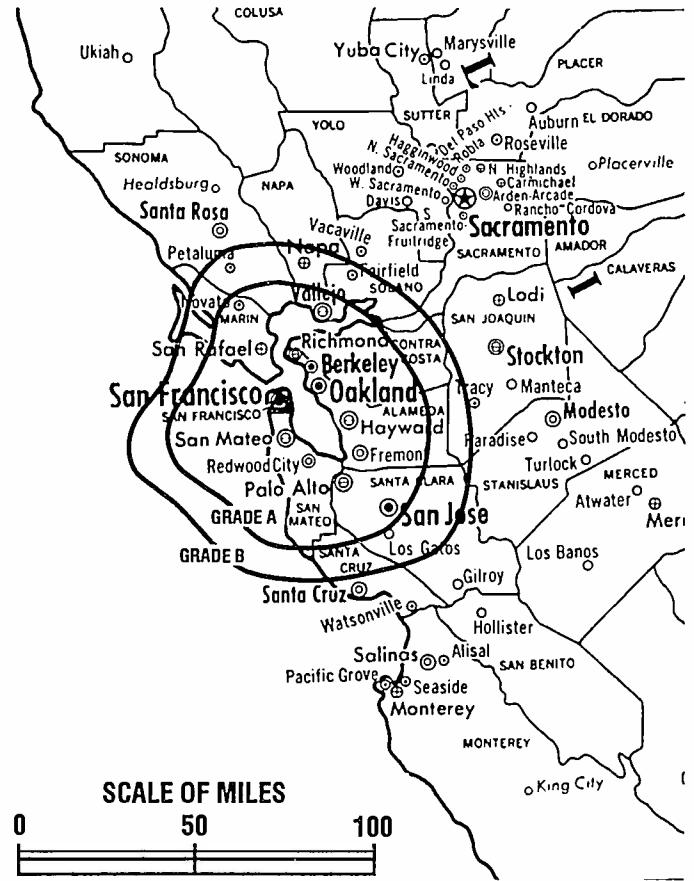 COLUSA
Ukiah
Yuba City
Marysville
Linda
PLACER
SUTTER
YOLO
Del Paso Hls.
Auburn
EL DORADO
Robla
Roseville
Hagginwood
N. Sacramento
SONOMA
Woodland
N Highlands
Placerville
Healdsburg
NAPA
W. Sacramento
Carmichael
Arden-Arcade
Davis
Rancho-Cordova
Santa Rosa
S
Sacramento-
Fruitridge
Sacramento
Vacaville
Petaluma
Napa
SACRAMENTO
AMADOR
Fairfield
SOLANO
CALAVERAS
Novato
Vallejo
Lodi
MARIN
SAN JOAQUIN
San Rafael
Richmond
CONTRA
COSTA
Stockton
Berkeley
San Francisco
Oakland
Tracy
Manteca
SAN FRANCISCO
ALAMEDA
Hayward
Modesto
San Mateo
Paradise
South Modesto
Redwood City
Fremon
Turlock
Palo Alto
SANTA CLARA
STANISLAUS
MERCED
Atwater
SAN
MATEO
San Jose
Merc
GRADE A
GRADE B
Los Gatos
Los Banos
SANTA
CRUZ
Gilroy
Santa Cruz
Watsonville
Hollister
Salinas
Alisal
SAN BENITO
Pacific Grove
Seaside
Monterey
MONTEREY
King City
SCALE OF MILES
0 50 100